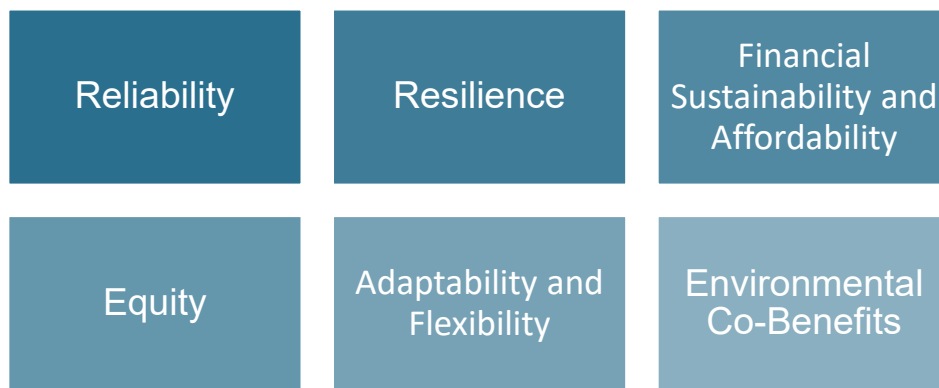 Reliability
Resilience
Financial
Sustainability and
Affordability
Equity
Adaptability and
Flexibility
Environmental
Co-Benefits